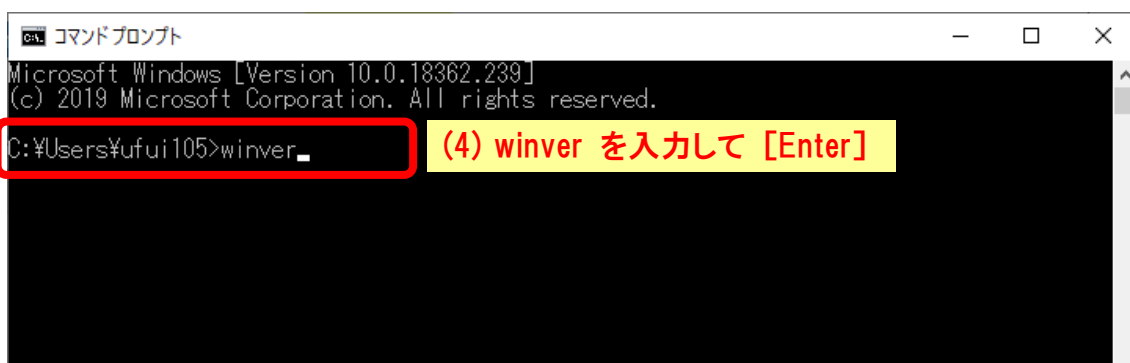 コマンド プロンプト
Microsoft Windows [Version 10.0.18362.239]
(c) 2019 Microsoft Corporation. All rights reserved.
C:¥Users¥ufui105>winver
(4) winver を入力して [Enter]